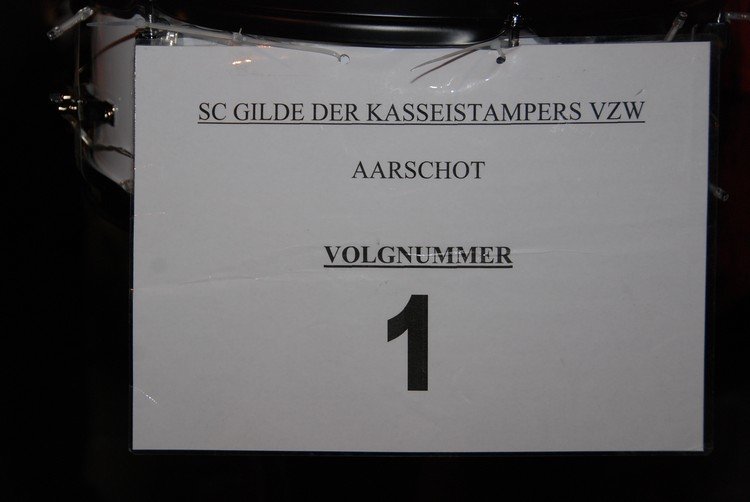 SC GILDE DER KASSEISTAMPERS VZW
AARSCHOT
VOLGNUMMER
1